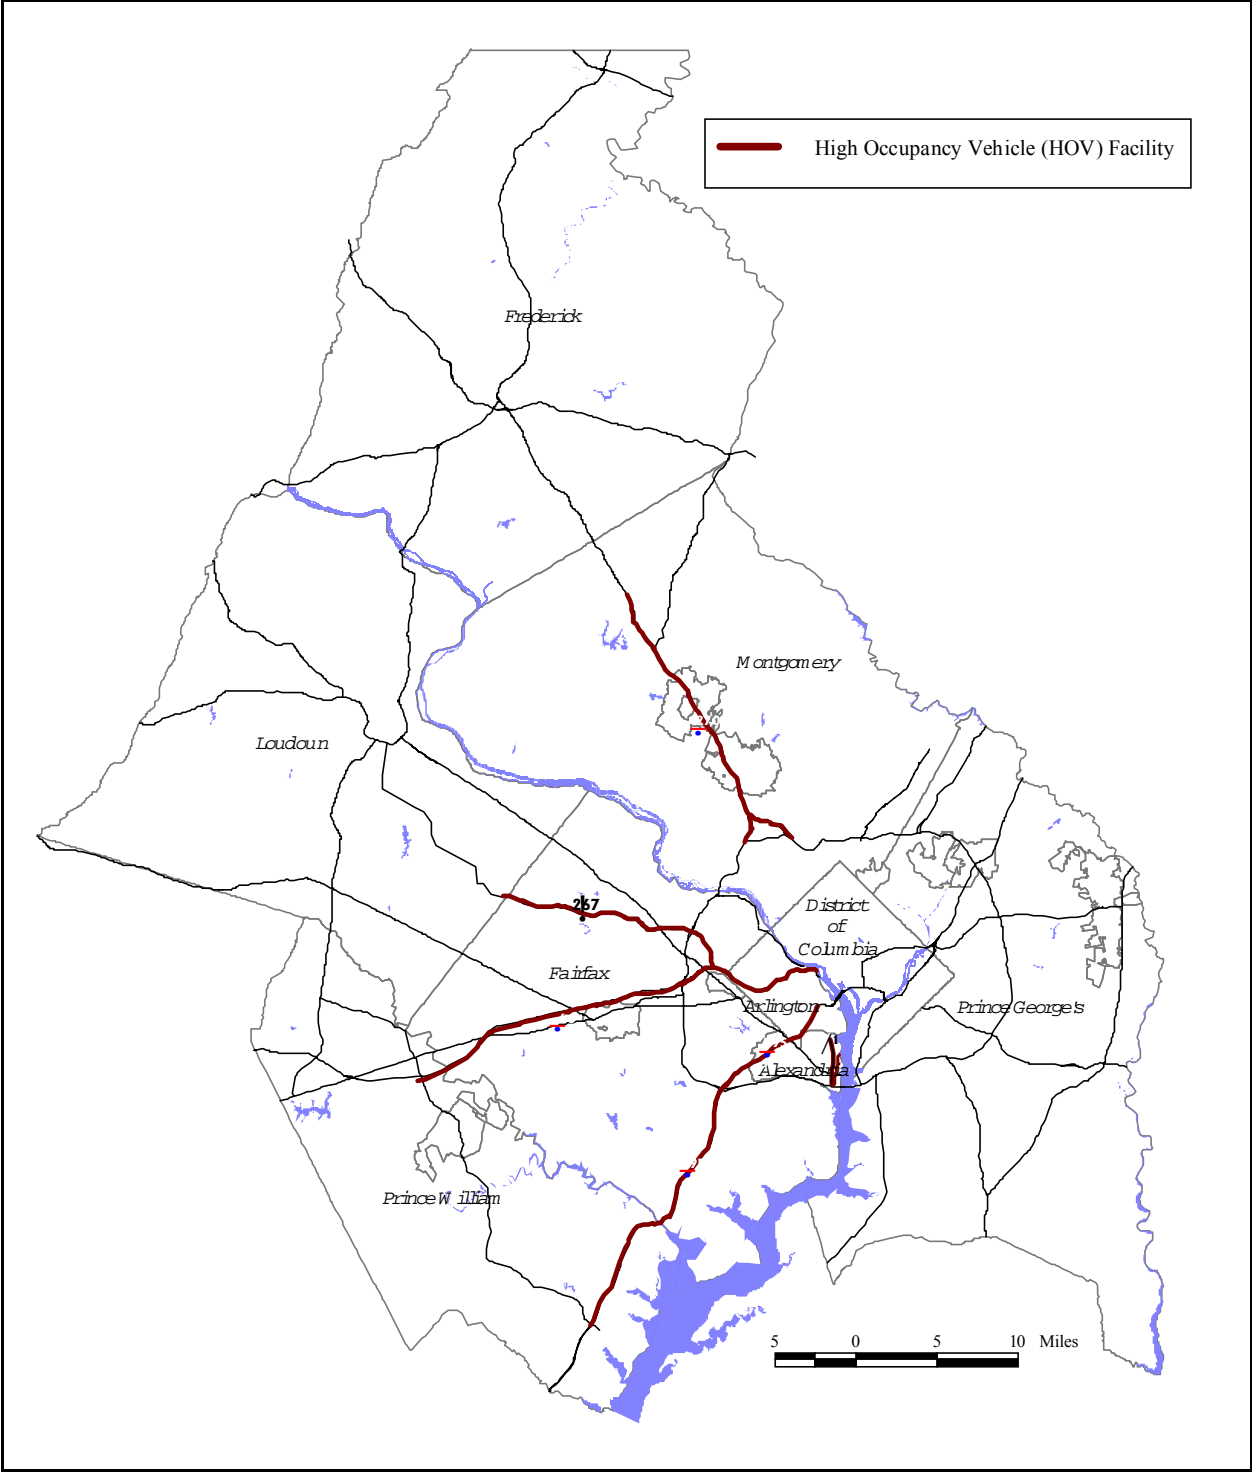 High Occupancy Vehicle (HOV) Facility
Frederick
Montgomery
Loudoun
267
District
of
Columbia
Fairfax
Arlington
Prince George's
1
Alexandria
Prince William
5 0 5 10 Miles